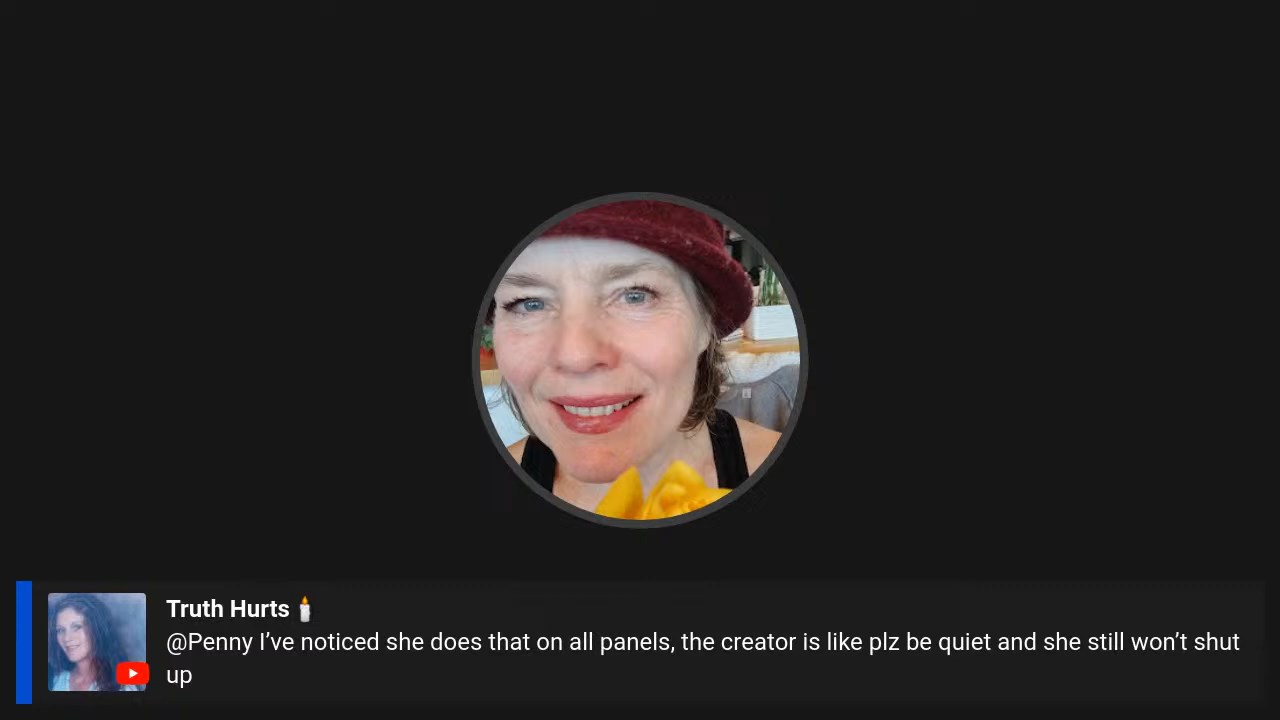 Truth Hurts🕯️
@Penny I’ve noticed she does that on all panels, the creator is like plz be quiet and she still won’t shut
up